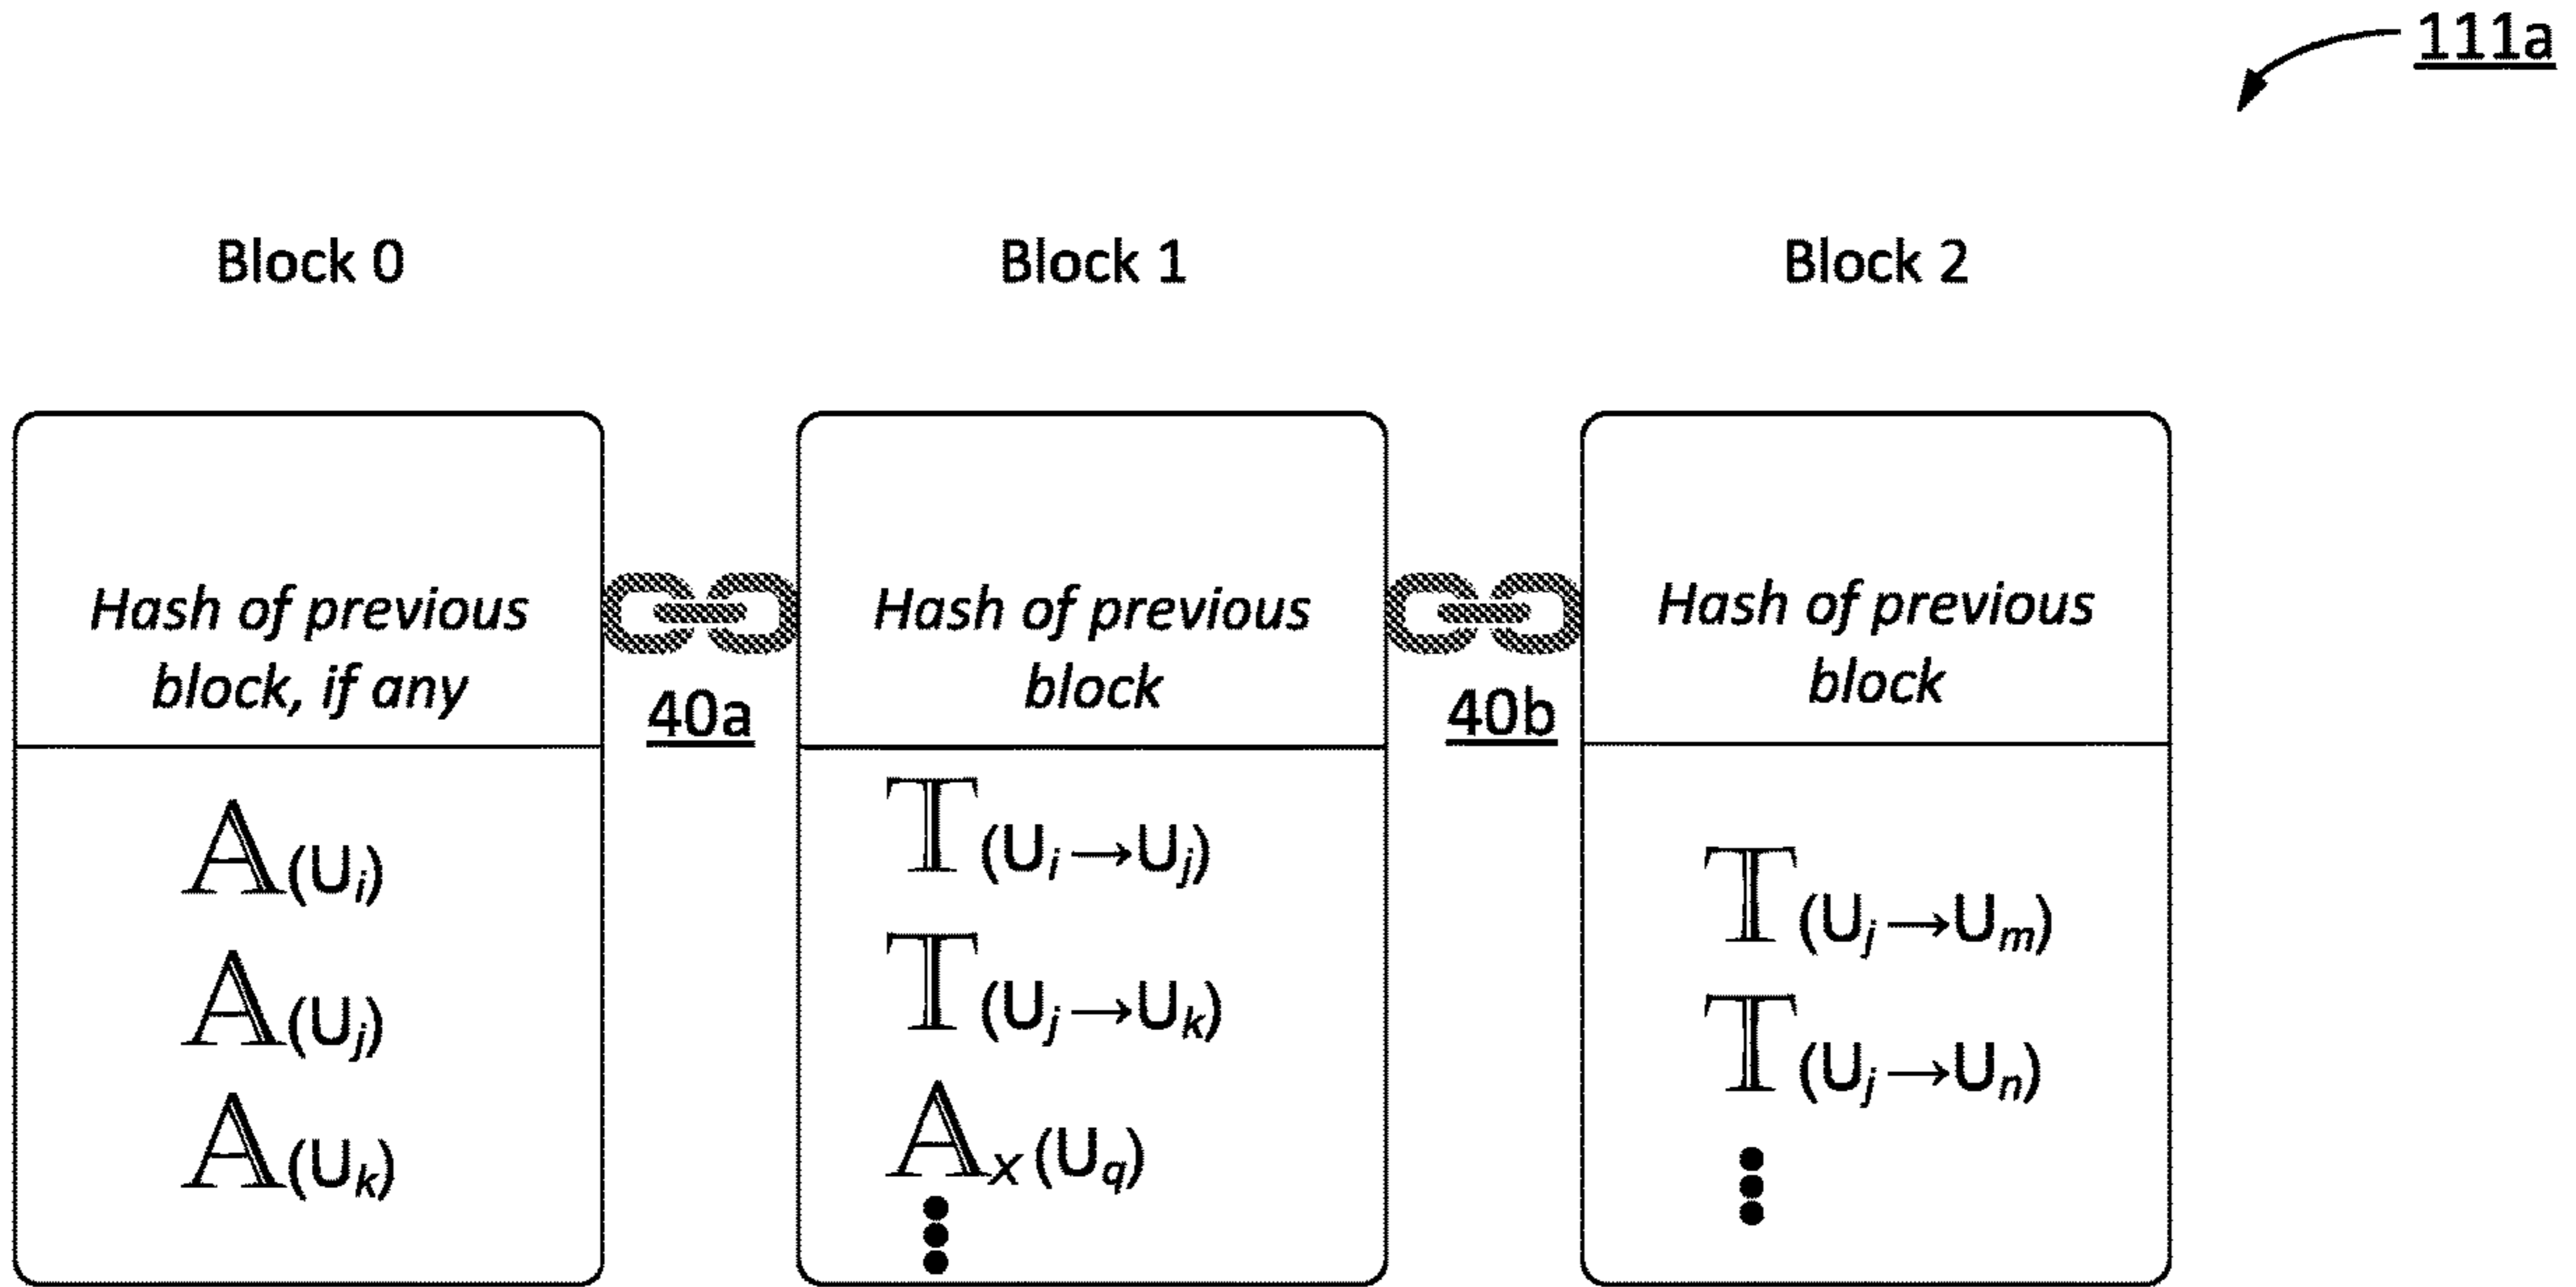 111a
Block 0
Block 1
Block 2
Hash of previous
block, if any
𝔸(Uᵢ)
𝔸(Uⱼ)
𝔸(Uₖ)
40a
Hash of previous
block
𝕋(Uᵢ→Uⱼ)
𝕋(Uⱼ→Uₖ)
𝔸ₓ(U_q)
40b
Hash of previous
block
𝕋(Uⱼ→Uₘ)
𝕋(Uⱼ→Uₙ)